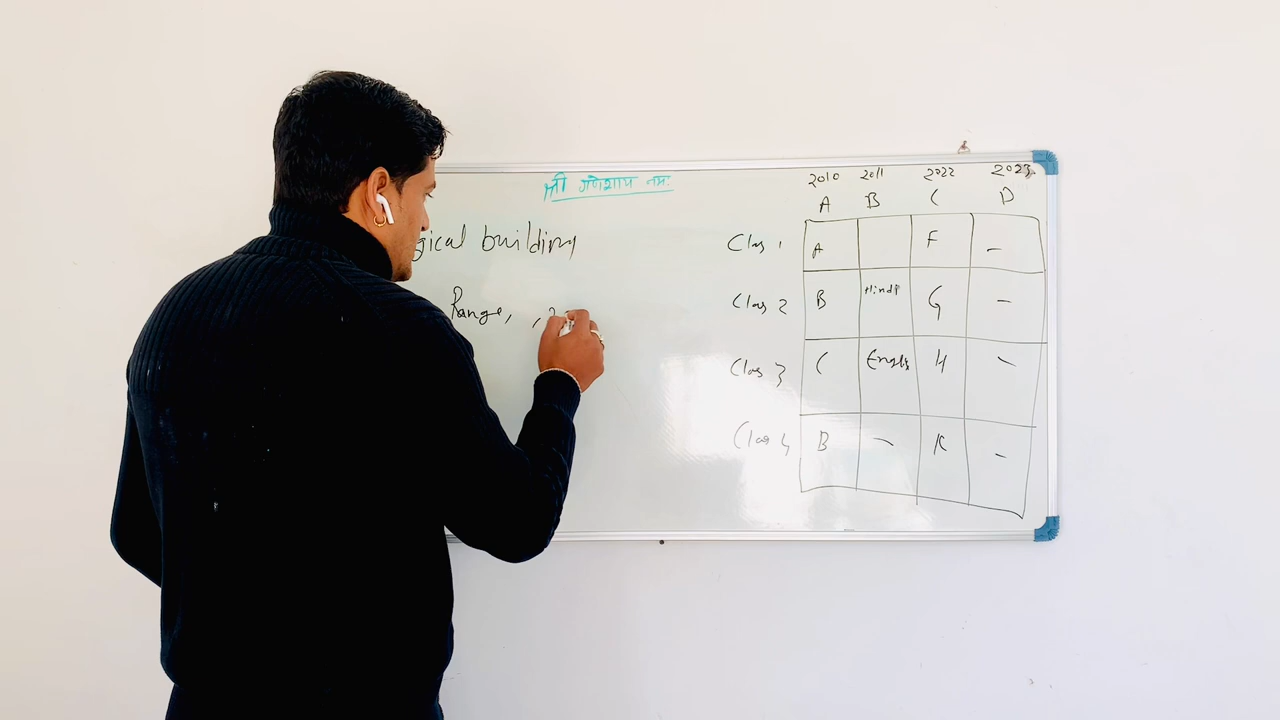 श्री गणेशाय नमः
gical building
Range, ,
2010 2011 2022 2023
A B C D
Clas 1 A F -
Clas 2 B Hindi G -
Clas 3 C Englis H -
Clas 4 B - K -